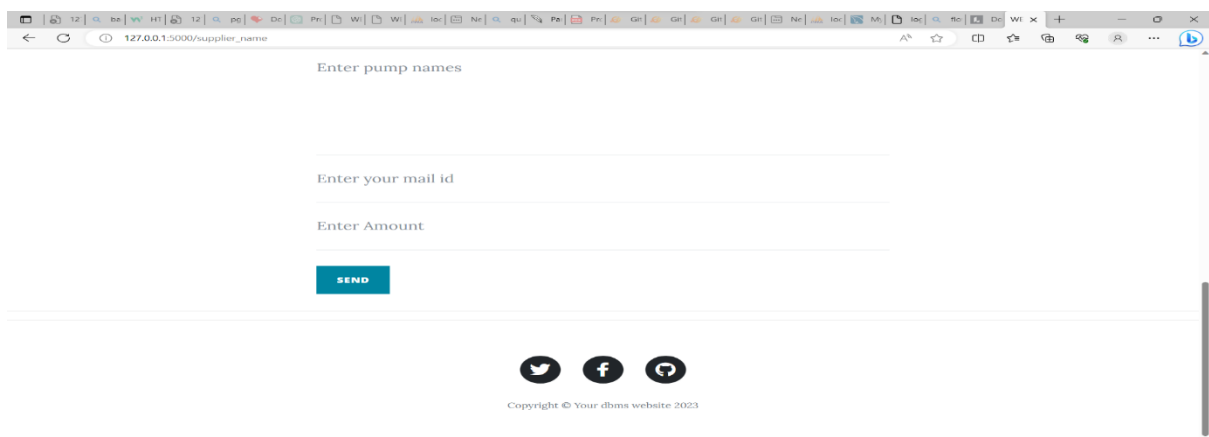 127.0.0.1:5000/supplier_name
Enter pump names
Enter your mail id
Enter Amount
SEND
Copyright © Your dbms website 2023